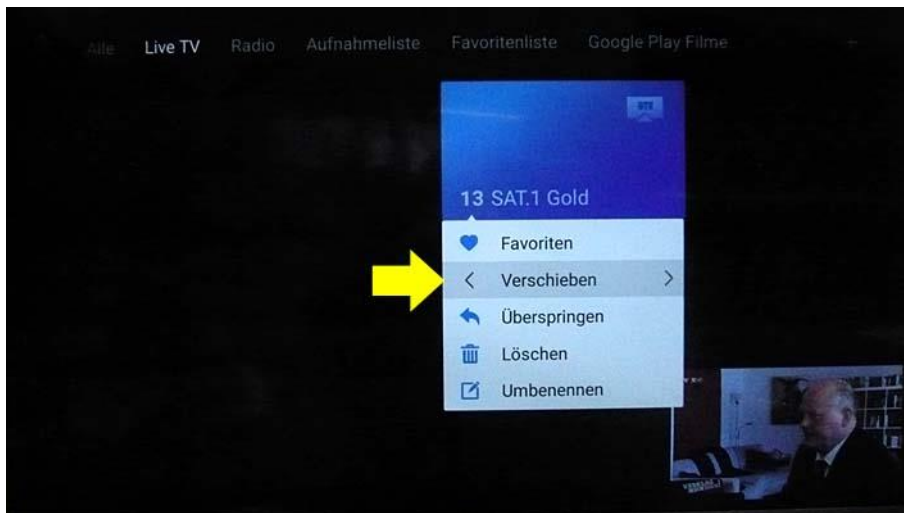 Alle Live TV Radio Aufnahmeliste Favoritenliste Google Play Filme
13 SAT.1 Gold
Favoriten
Verschieben
Überspringen
Löschen
Umbenennen